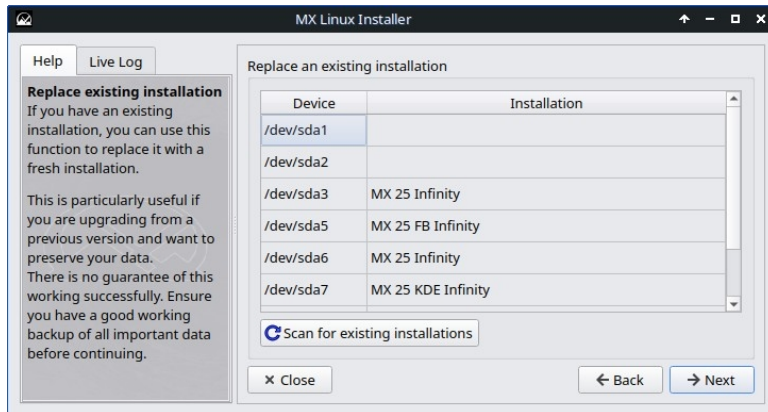 MX Linux Installer
Help
Live Log
Replace existing installation
If you have an existing
installation, you can use this
function to replace it with a
fresh installation.
This is particularly useful if
you are upgrading from a
previous version and want to
preserve your data.
There is no guarantee of this
working successfully. Ensure
you have a good working
backup of all important data
before continuing.
Replace an existing installation
Device Installation
/dev/sda1
/dev/sda2
/dev/sda3 MX 25 Infinity
/dev/sda5 MX 25 FB Infinity
/dev/sda6 MX 25 Infinity
/dev/sda7 MX 25 KDE Infinity
Scan for existing installations
Close
Back
Next